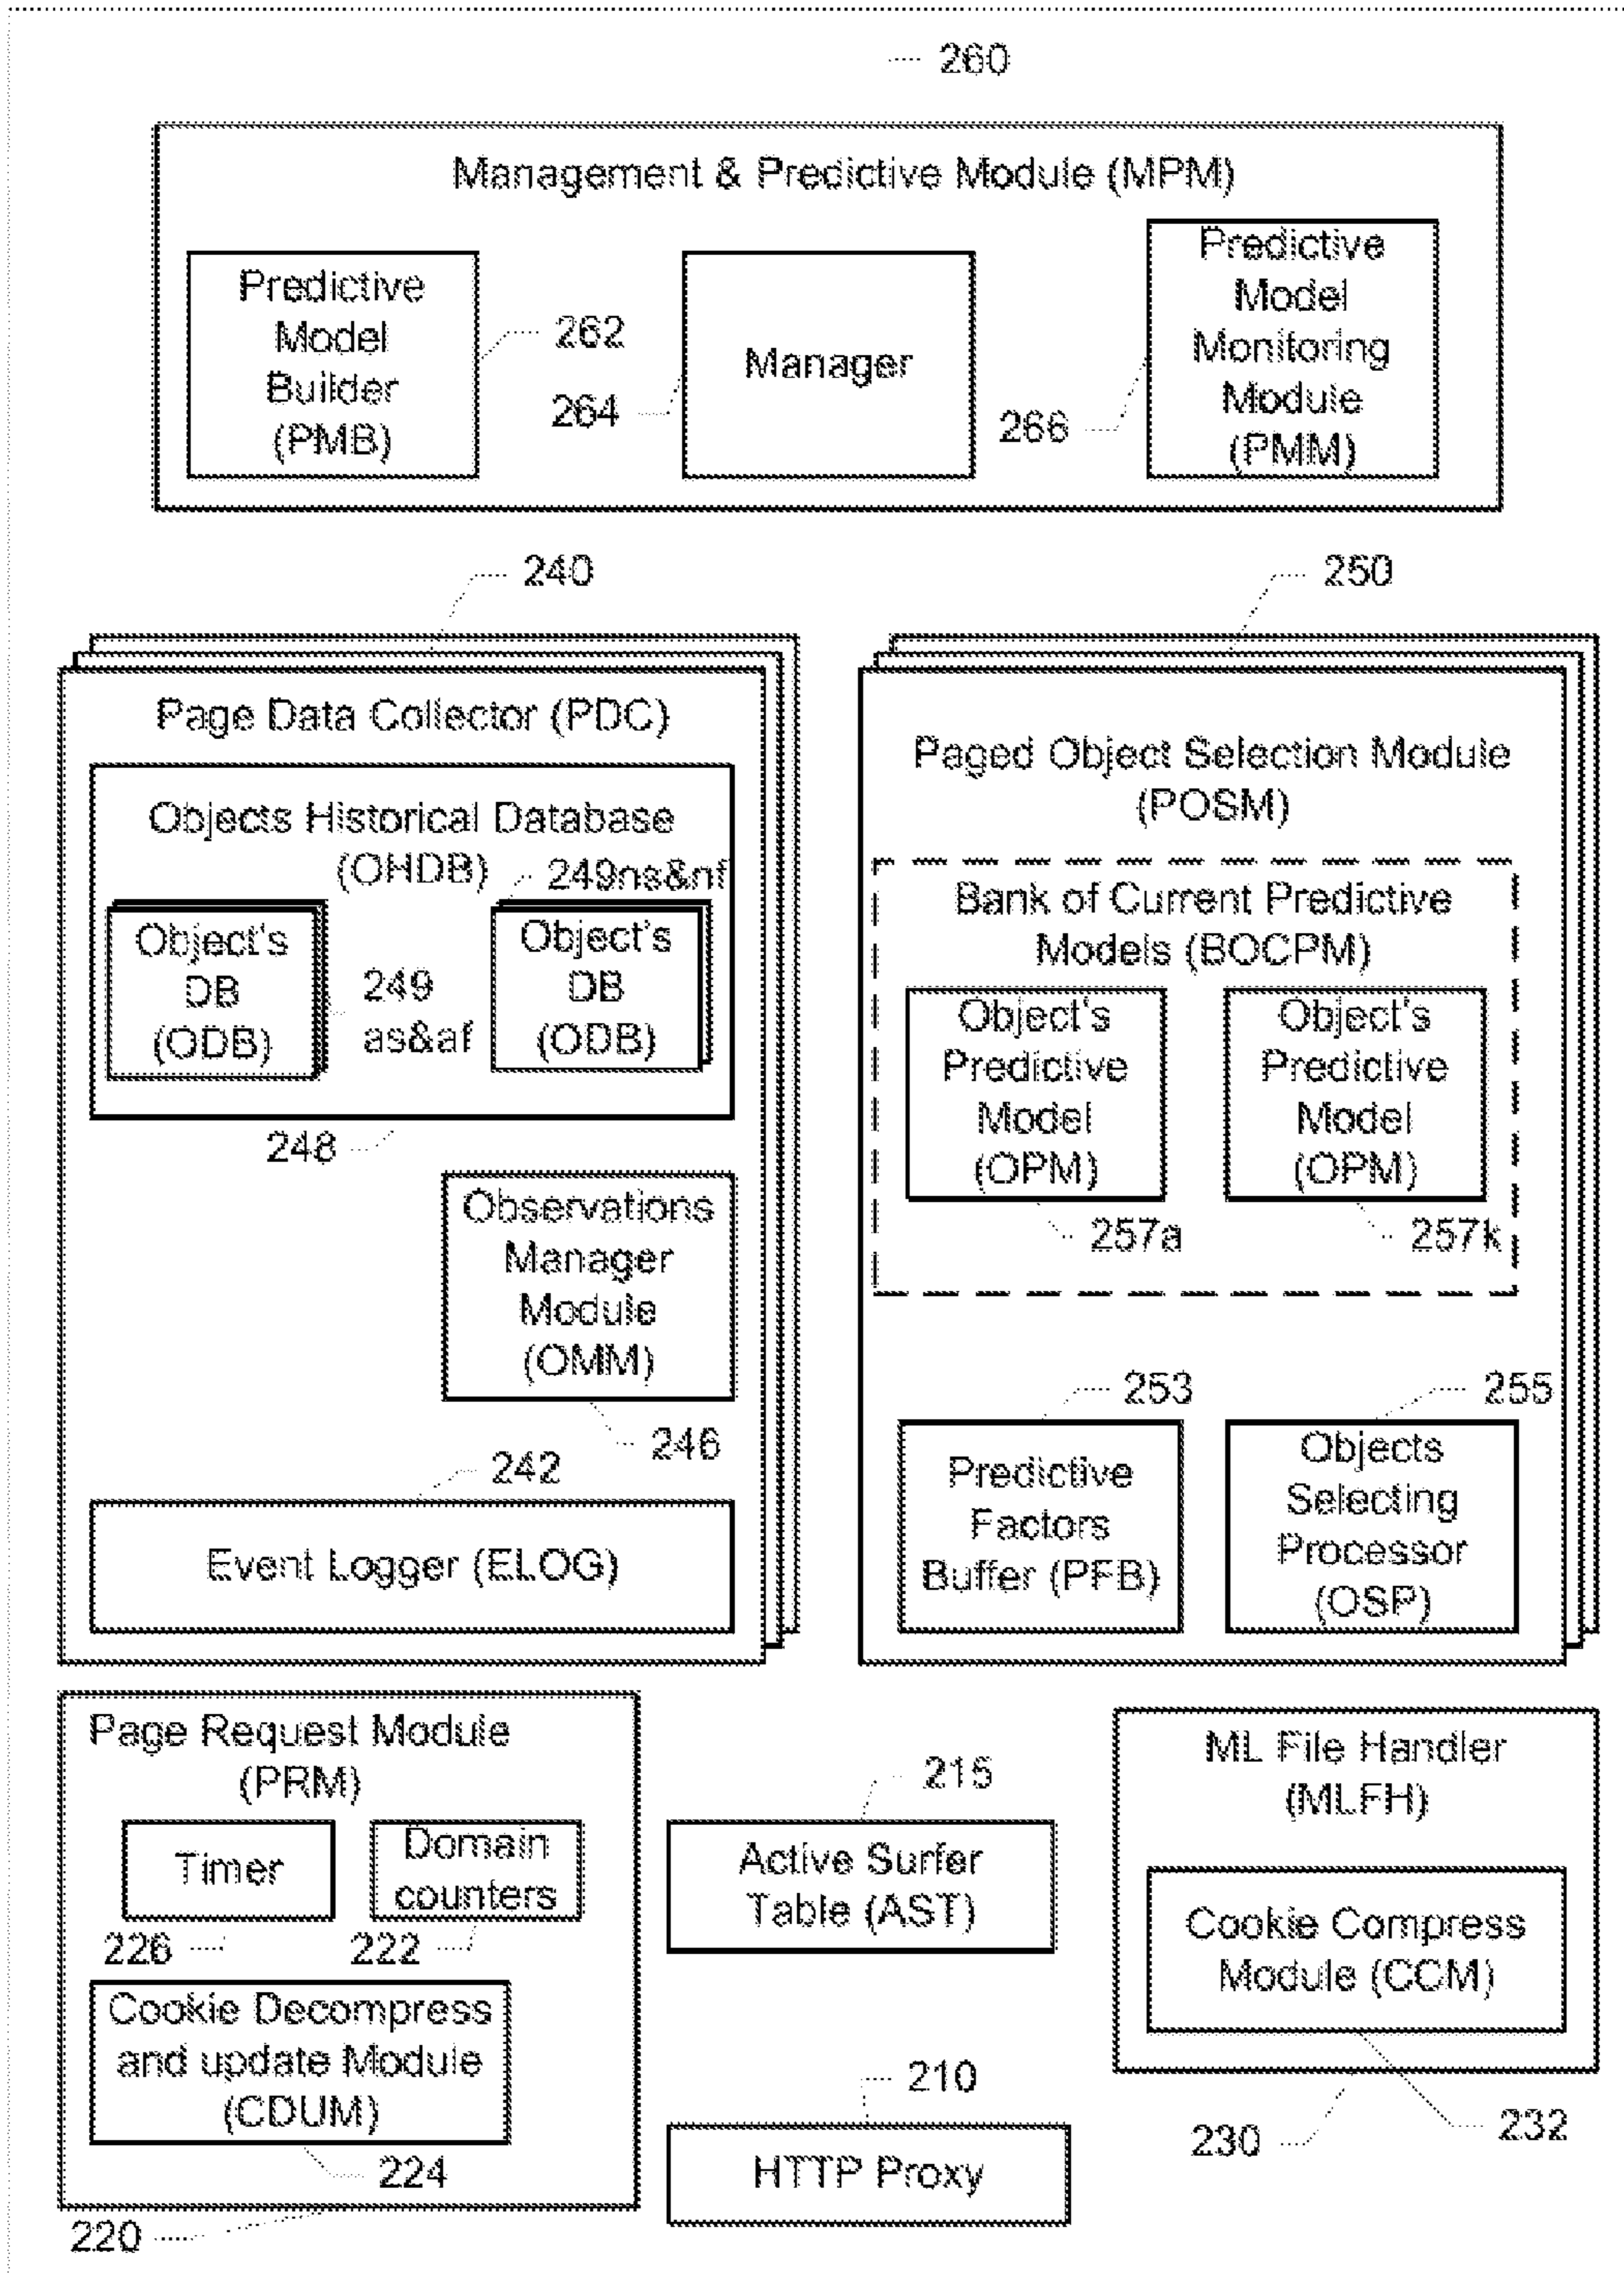 260
Management & Predictive Module (MPM)
Predictive
Model
Builder
(PMB)
262
264
Manager
266
Predictive
Model
Monitoring
Module
(PMM)
240
Page Data Collector (PDC)
Objects Historical Database
(OHDB)
249ns&nf
Object's
DB
(ODB)
249
as&af
Object's
DB
(ODB)
248
Observations
Manager
Module
(OMM)
246
242
Event Logger (ELOG)
250
Paged Object Selection Module
(POSM)
Bank of Current Predictive
Models (BOCPM)
Object's
Predictive
Model
(OPM)
257a
Object's
Predictive
Model
(OPM)
257k
253
Predictive
Factors
Buffer (PFB)
255
Objects
Selecting
Processor
(OSP)
Page Request Module
(PRM)
Timer
226
Domain
counters
222
Cookie Decompress
and update Module
(CDUM)
224
220
215
Active Surfer
Table (AST)
210
HTTP Proxy
ML File Handler
(MLFH)
Cookie Compress
Module (CCM)
230
232